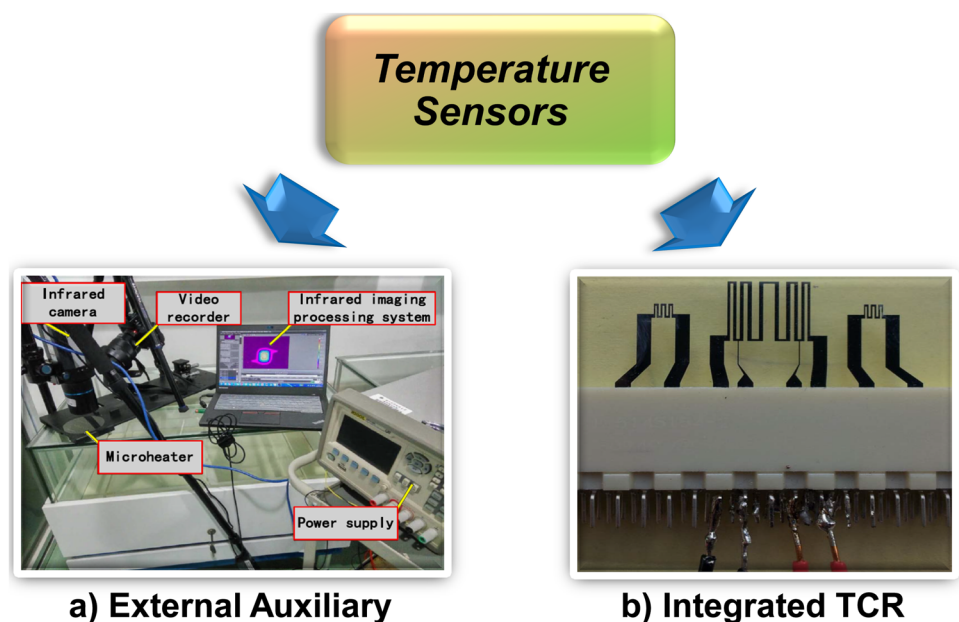 Temperature
Sensors
Infrared
camera
Video
recorder
Infrared imaging
processing system
Microheater
Power supply
a) External Auxiliary
b) Integrated TCR